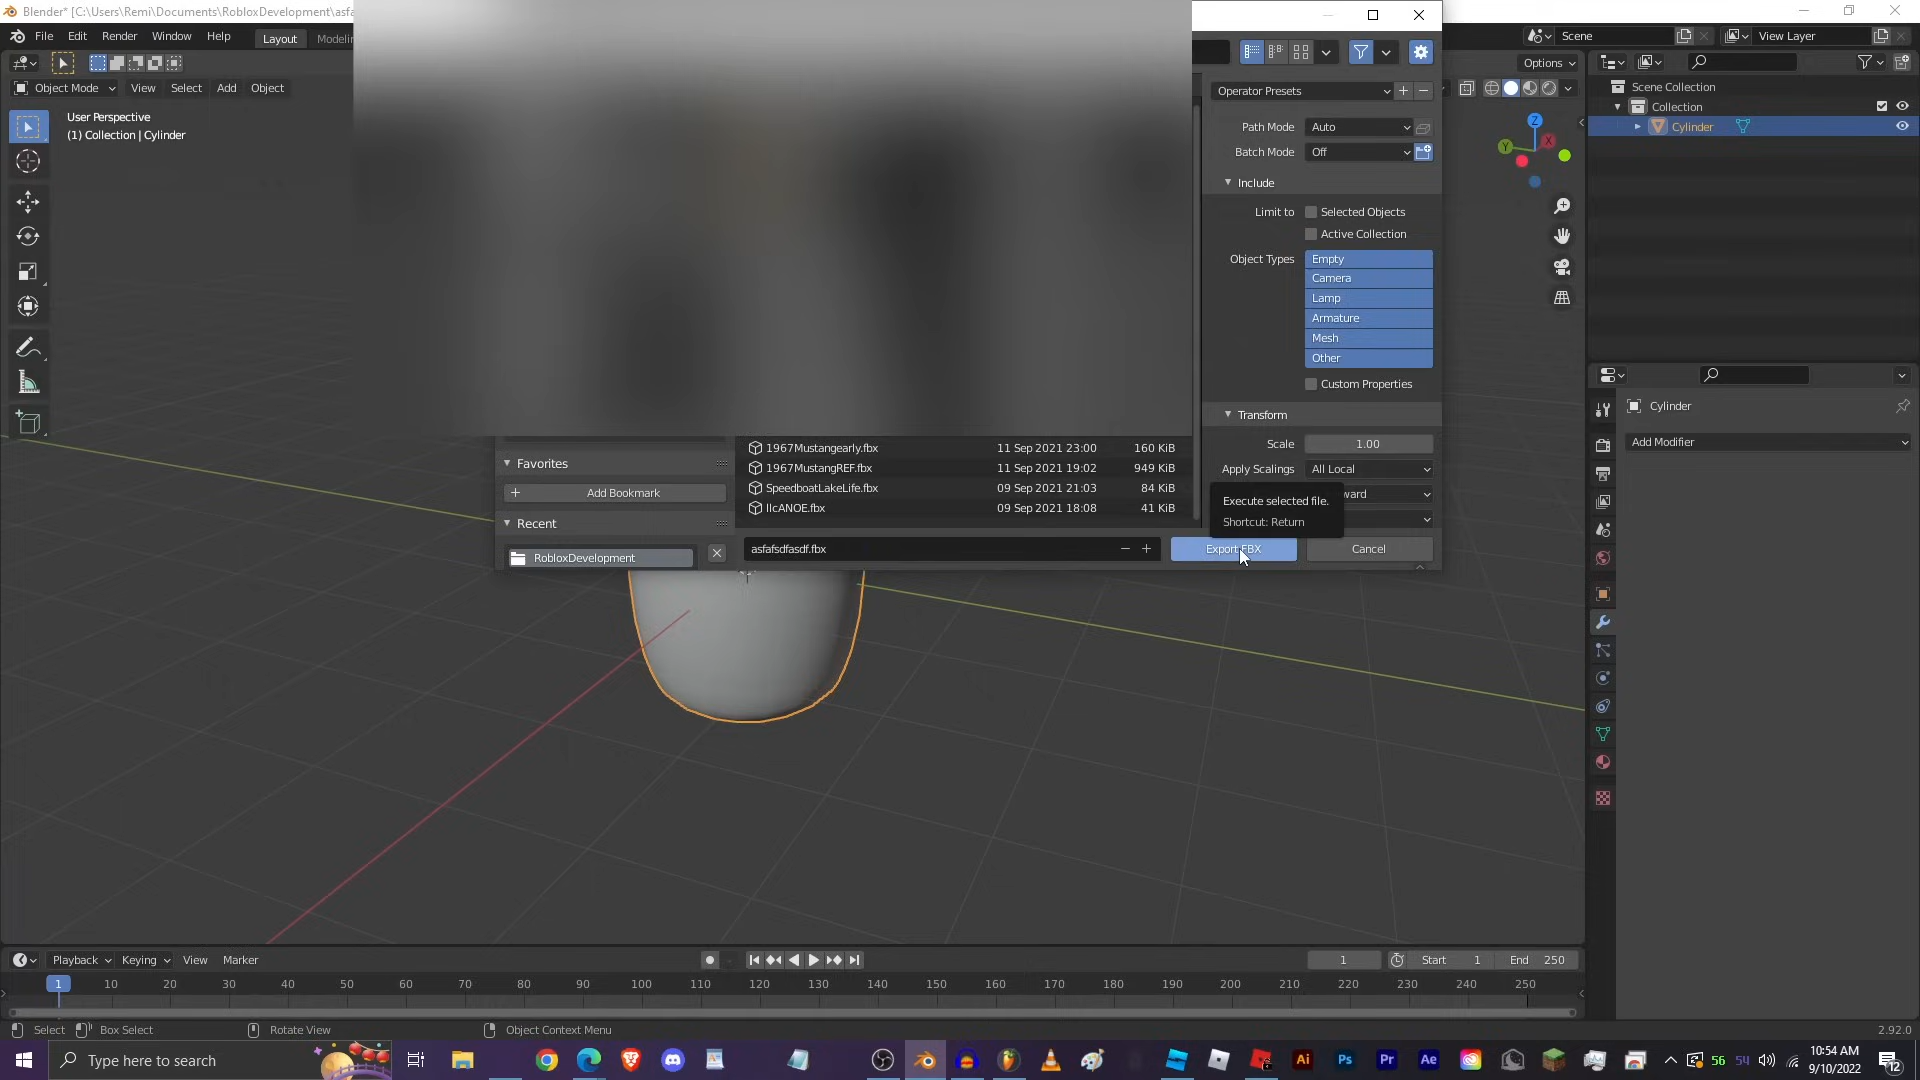 Blender* [C:\Users\Remi\Documents\RobloxDevelopment\asfa
File Edit Render Window Help Layout Modelin
Scene View Layer
Object Mode View Select Add Object
Options
User Perspective
(1) Collection | Cylinder
Operator Presets
Path Mode Auto
Batch Mode Off
Include
Limit to Selected Objects
Active Collection
Object Types Empty
Camera
Lamp
Armature
Mesh
Other
Custom Properties
Transform
Scale 1.00
Apply Scalings All Local
ward
Execute selected file.
Shortcut: Return
1967Mustangearly.fbx 11 Sep 2021 23:00 160 KiB
1967MustangREF.fbx 11 Sep 2021 19:02 949 KiB
SpeedboatLakeLife.fbx 09 Sep 2021 21:03 84 KiB
IlcANOE.fbx 09 Sep 2021 18:08 41 KiB
Favorites
Add Bookmark
Recent
RobloxDevelopment
asfafsdfasdf.fbx
Export FBX Cancel
X
Y
Z
Scene Collection
Collection
Cylinder
Cylinder
Add Modifier
Playback Keying View Marker
1 Start 1 End 250
1 10 20 30 40 50 60 70 80 90 100 110 120 130 140 150 160 170 180 190 200 210 220 230 240 250
Select Box Select Rotate View Object Context Menu
2.92.0
Type here to search
Ai Ps Pr Ae
56 54
10:54 AM
9/10/2022
12